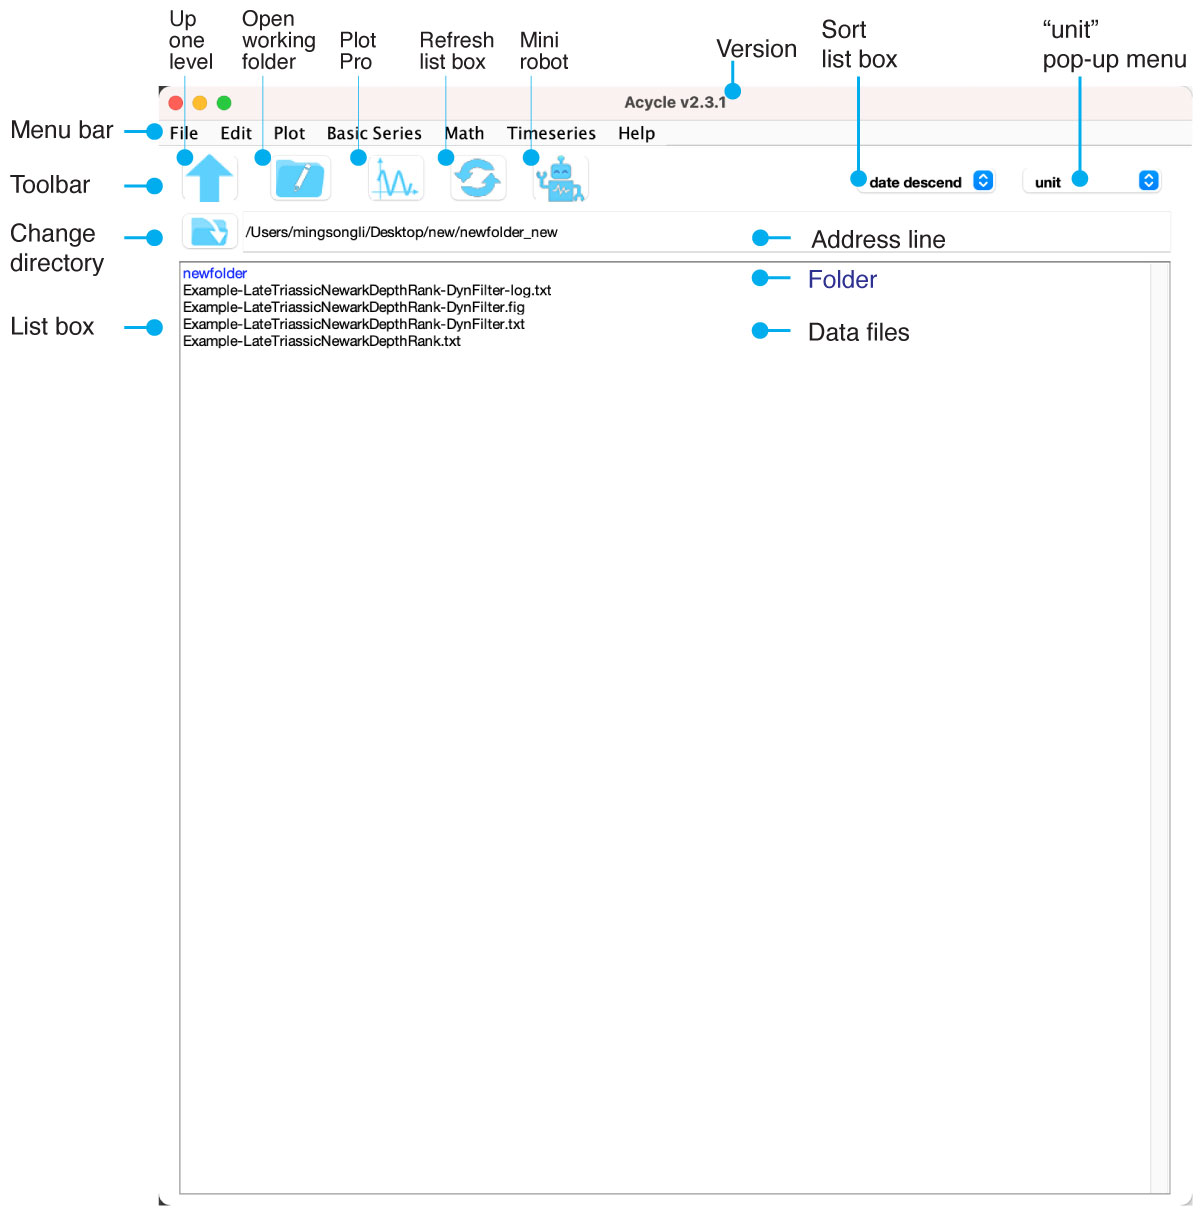 Up
one
level
Open
working
folder
Plot
Pro
Refresh
list box
Mini
robot
Version
Sort
list box
“unit”
pop-up menu
Acycle v2.3.1
Menu bar
File Edit Plot Basic Series Math Timeseries Help
Toolbar
date descend
unit
Change
directory
/Users/mingsongli/Desktop/new/newfolder_new
Address line
newfolder
Folder
Example-LateTriassicNewarkDepthRank-DynFilter-log.txt
Example-LateTriassicNewarkDepthRank-DynFilter.fig
List box
Example-LateTriassicNewarkDepthRank-DynFilter.txt
Data files
Example-LateTriassicNewarkDepthRank.txt